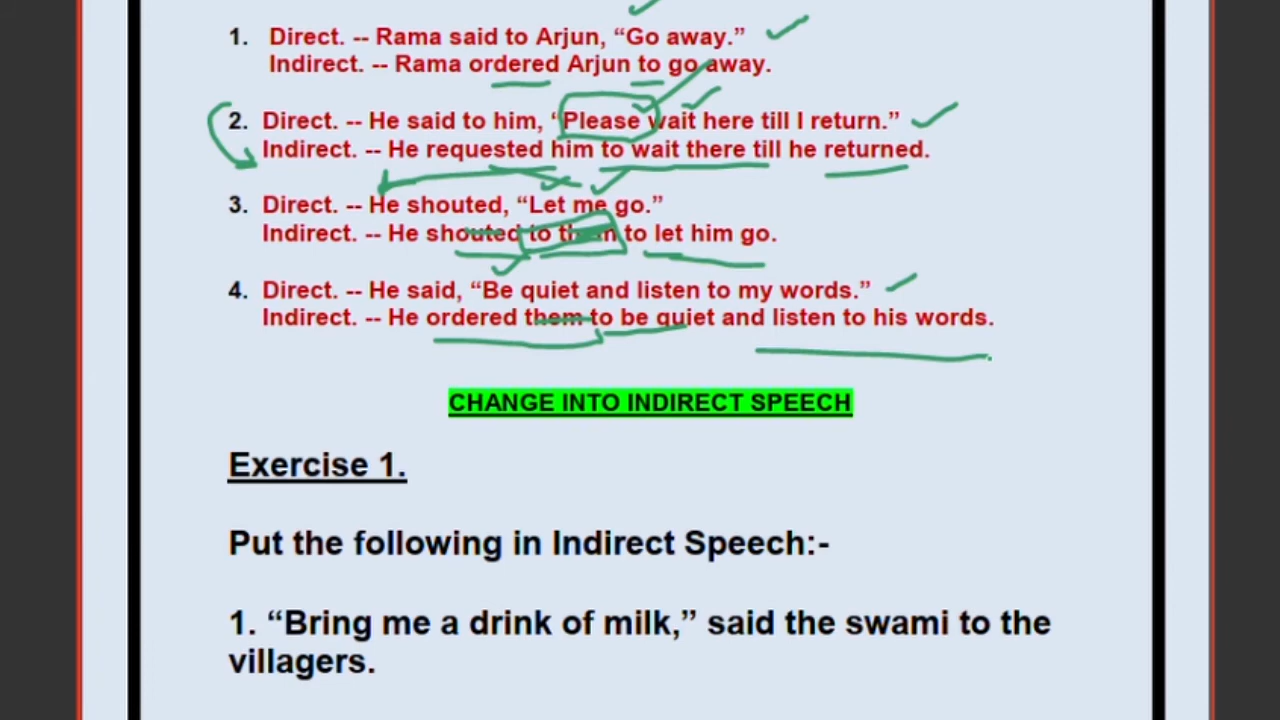 1. Direct. -- Rama said to Arjun, “Go away.”
Indirect. -- Rama ordered Arjun to go away.
2. Direct. -- He said to him, “Please wait here till I return.”
Indirect. -- He requested him to wait there till he returned.
3. Direct. -- He shouted, “Let me go.”
Indirect. -- He shouted to them to let him go.
4. Direct. -- He said, “Be quiet and listen to my words.”
Indirect. -- He ordered them to be quiet and listen to his words.
CHANGE INTO INDIRECT SPEECH
Exercise 1.
Put the following in Indirect Speech:-
1. “Bring me a drink of milk,” said the swami to the
villagers.